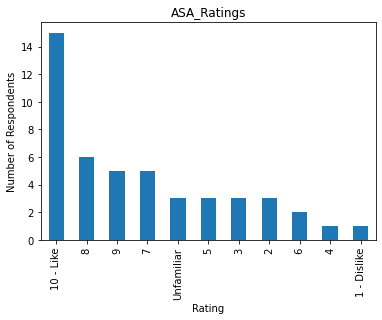 ASA_Ratings
Number of Respondents
14
12
10
8
6
4
2
0
10 - Like
8
9
7
Unfamiliar
5
3
2
6
4
1 - Dislike
Rating